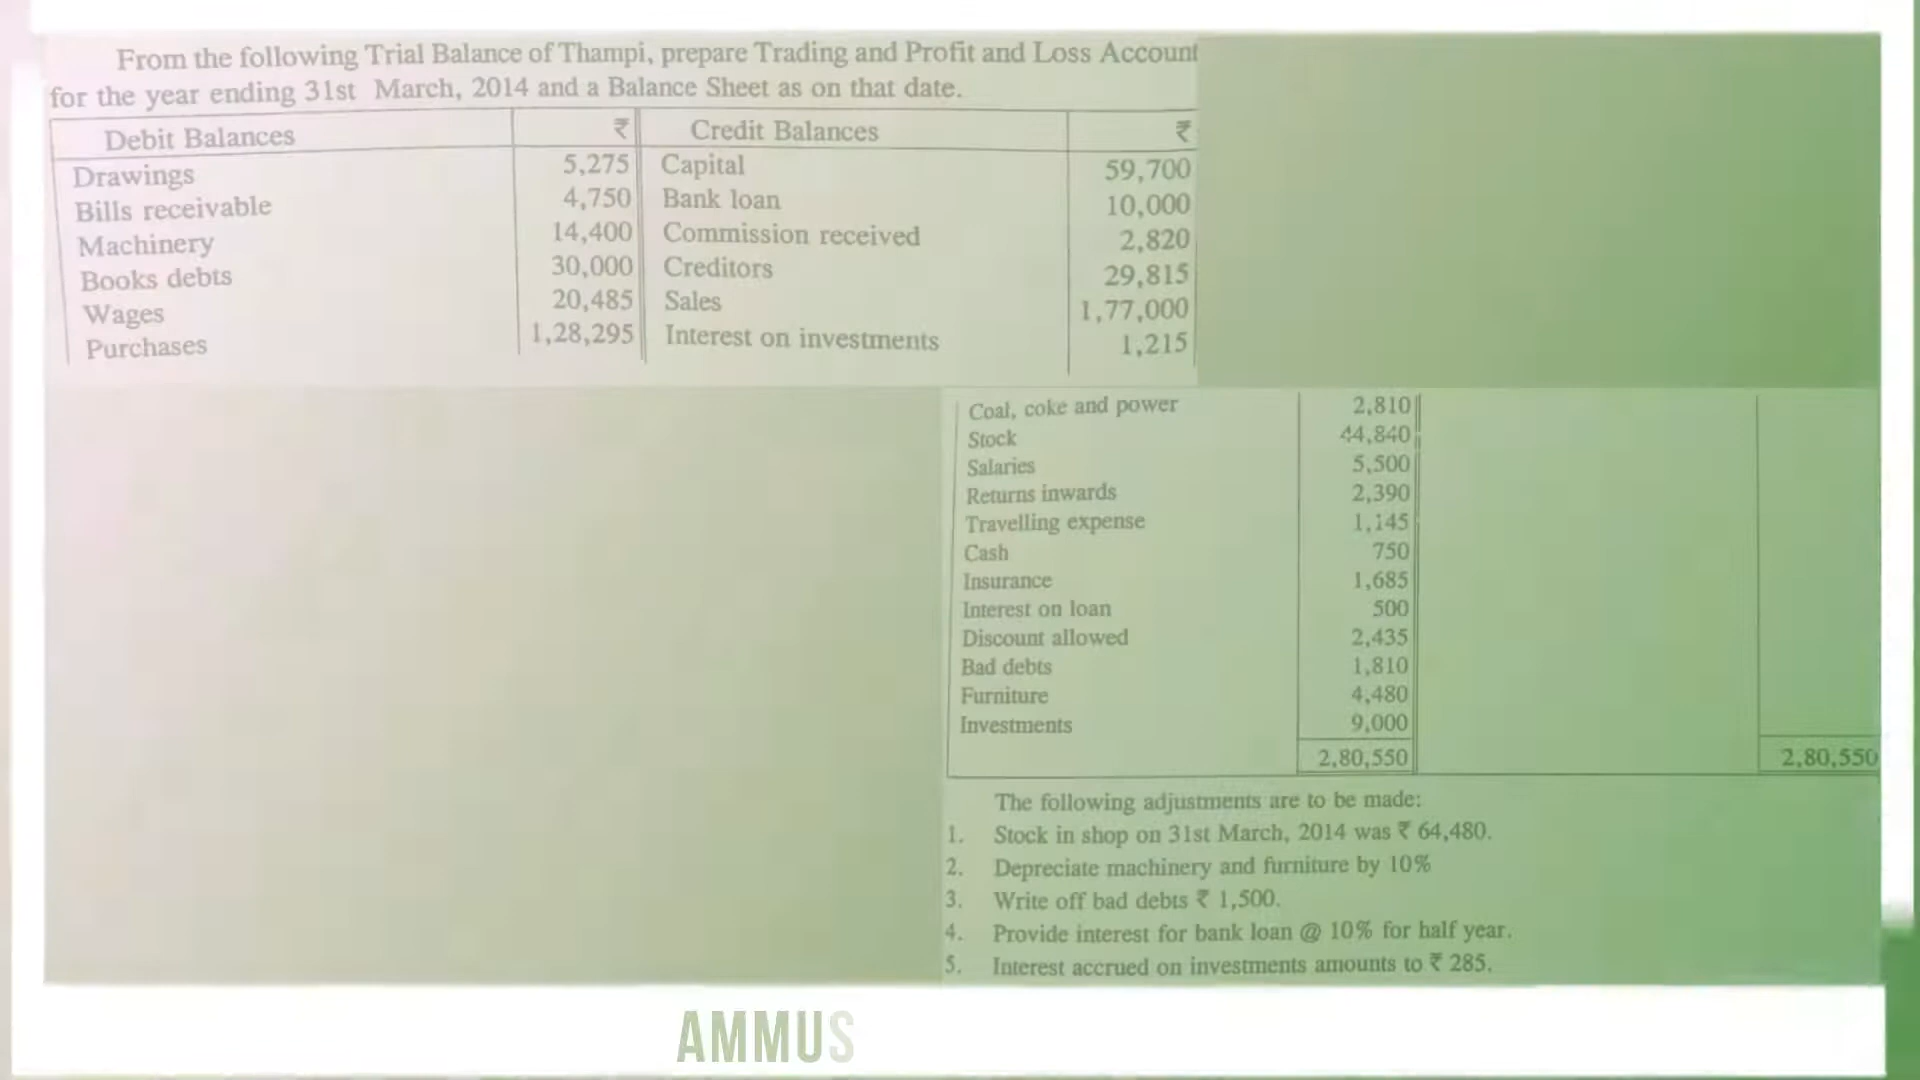 From the following Trial Balance of Thampi, prepare Trading and Profit and Loss Account
for the year ending 31st March, 2014 and a Balance Sheet as on that date.
Debit Balances ₹ Credit Balances ₹
Drawings 5,275 Capital 59,700
Bills receivable 4,750 Bank loan 10,000
Machinery 14,400 Commission received 2,820
Books debts 30,000 Creditors 29,815
Wages 20,485 Sales 1,77,000
Purchases 1,28,295 Interest on investments 1,215
Coal, coke and power 2,810
Stock 44,840
Salaries 5,500
Returns inwards 2,390
Travelling expense 1,145
Cash 750
Insurance 1,685
Interest on loan 500
Discount allowed 2,435
Bad debts 1,810
Furniture 4,480
Investments 9,000
2,80,550 2,80,550
The following adjustments are to be made:
1. Stock in shop on 31st March, 2014 was ₹ 64,480.
2. Depreciate machinery and furniture by 10%
3. Write off bad debts ₹ 1,500.
4. Provide interest for bank loan @ 10% for half year.
5. Interest accrued on investments amounts to ₹ 285.
AMMUS